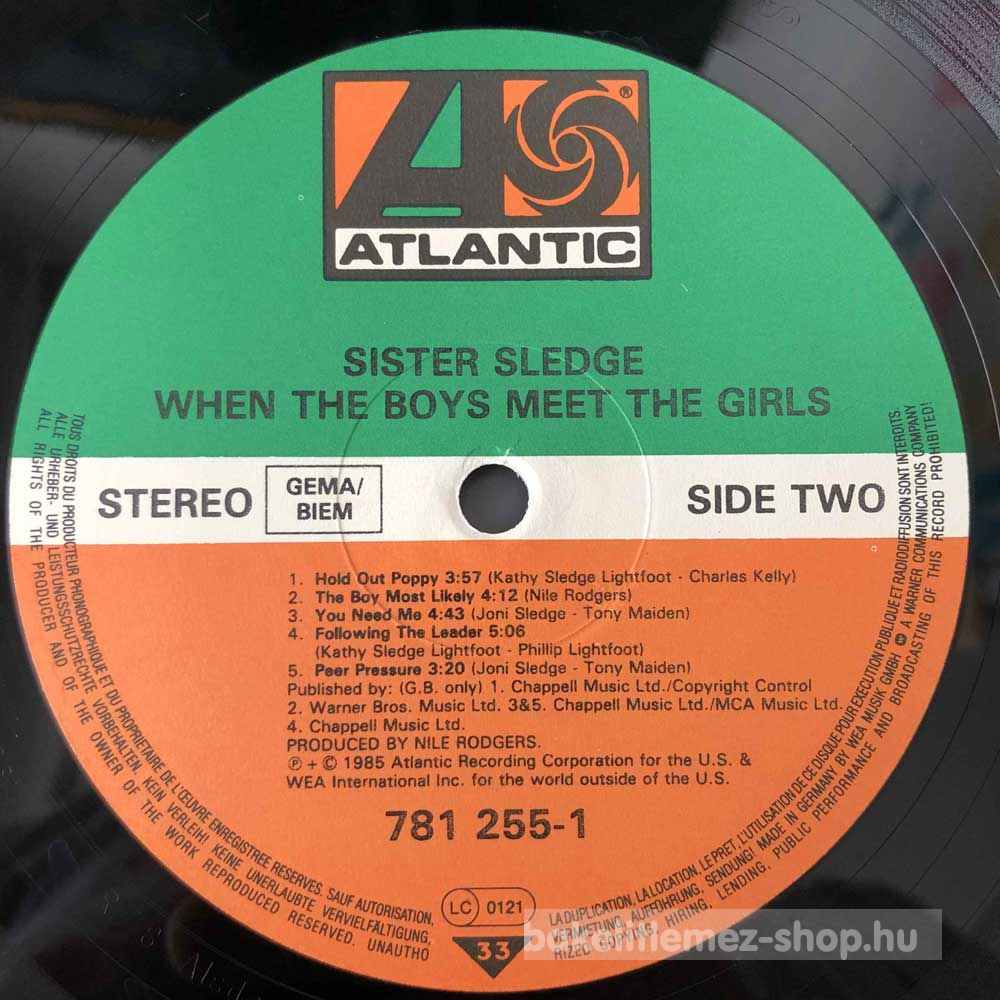 ATLANTIC
®
SISTER SLEDGE
WHEN THE BOYS MEET THE GIRLS
STEREO
GEMA/
BIEM
SIDE TWO
1. Hold Out Poppy 3:57 (Kathy Sledge Lightfoot - Charles Kelly)
2. The Boy Most Likely 4:12 (Nile Rodgers)
3. You Need Me 4:43 (Joni Sledge - Tony Maiden)
4. Following The Leader 5:06
(Kathy Sledge Lightfoot - Phillip Lightfoot)
5. Peer Pressure 3:20 (Joni Sledge - Tony Maiden)
Published by: (G.B. only) 1. Chappell Music Ltd./Copyright Control
2. Warner Bros. Music Ltd. 3&5. Chappell Music Ltd./MCA Music Ltd.
4. Chappell Music Ltd.
PRODUCED BY NILE RODGERS.
℗ + © 1985 Atlantic Recording Corporation for the U.S. &
WEA International Inc. for the world outside of the U.S.
781 255-1
LC 0121
33
TOUS DROITS DU PRODUCTEUR PHONOGRAPHIQUE ET DU PROPRIETAIRE DE L'ŒUVRE ENREGISTREE RESERVES. SAUF AUTORISATION, LA DUPLICATION, LA LOCATION, LE PRET, L'UTILISATION DE CE DISQUE POUR EXECUTION PUBLIQUE ET RADIODIFFUSION SONT INTERDITS.
ALLE URHEBER- UND LEISTUNGSSCHUTZRECHTE VORBEHALTEN. KEIN VERLEIH! KEINE UNERLAUBTE VERVIELFÄLTIGUNG, VERMIETUNG, AUFFÜHRUNG, SENDUNG! MADE IN GERMANY BY WEA MUSIK GMBH A WARNER COMMUNICATIONS COMPANY
ALL RIGHTS OF THE PRODUCER AND OF THE OWNER OF THE WORK REPRODUCED RESERVED. UNAUTHORIZED COPYING, HIRING, LENDING, PUBLIC PERFORMANCE AND BROADCASTING OF THIS RECORD PROHIBITED!
bakelitlemez-shop.hu